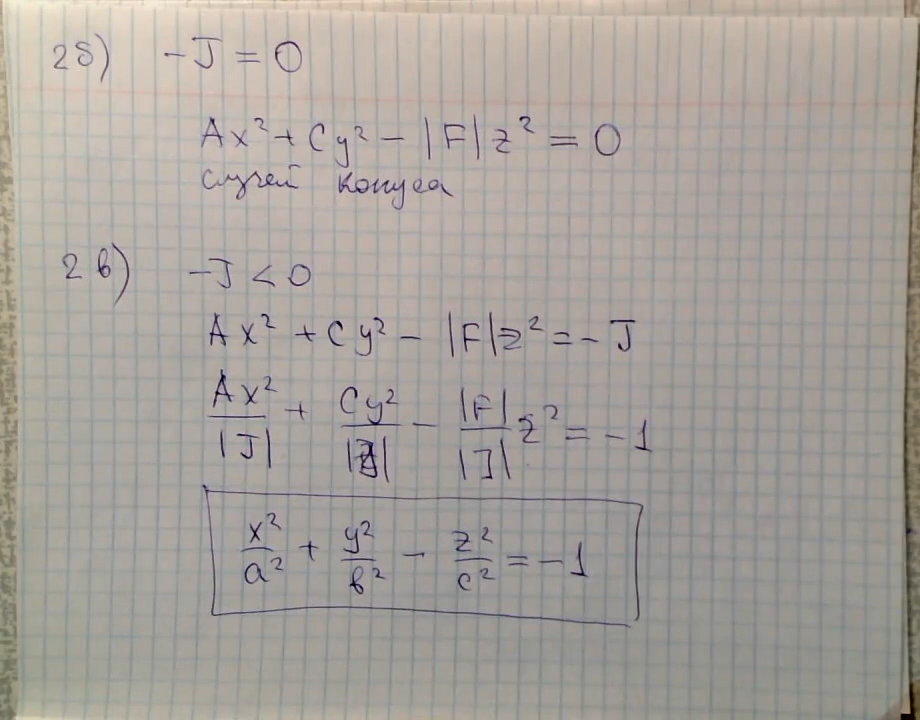 2б) -J = 0
Ax² + Cy² - |F|z² = 0
случай конуса
2в) -J < 0
Ax² + Cy² - |F|z² = -J
Ax²/|J| + Cy²/|J| - |F|/|J| z² = -1
x²/a² + y²/в² - z²/c² = -1